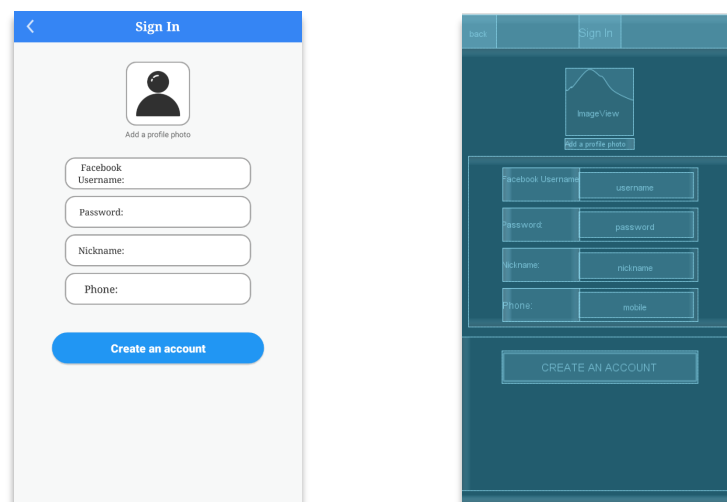 Sign In
Add a profile photo
Facebook
Username:
Password:
Nickname:
Phone:
Create an account
back
Sign In
ImageView
Add a profile photo
Facebook Username
username
Password:
password
Nickname:
nickname
Phone:
mobile
CREATE AN ACCOUNT